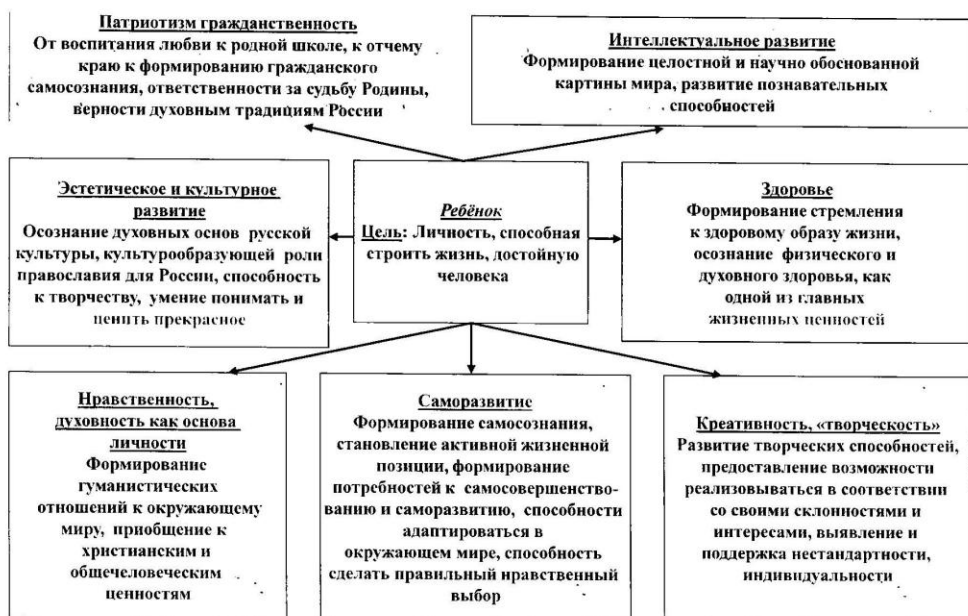 Патриотизм гражданственность
От воспитания любви к родной школе, к отчему
краю к формированию гражданского
самосознания, ответственности за судьбу Родины,
верности духовным традициям России
Интеллектуальное развитие
Формирование целостной и научно обоснованной
картины мира, развитие познавательных
способностей
Эстетическое и культурное
развитие
Осознание духовных основ русской
культуры, культурообразующей роли
православия для России, способность
к творчеству, умение понимать и
ценить прекрасное
Ребёнок
Цель: Личность, способная
строить жизнь, достойную
человека
Здоровье
Формирование стремления
к здоровому образу жизни,
осознание физического и
духовного здоровья, как
одной из главных
жизненных ценностей
Нравственность,
духовность как основа
личности
Формирование
гуманистических
отношений к окружающему
миру, приобщение к
христианским и
общечеловеческим
ценностям
Саморазвитие
Формирование самосознания,
становление активной жизненной
позиции, формирование
потребностей к самосовершенство-
ванию и саморазвитию, способности
адаптироваться в
окружающем мире, способность
сделать правильный нравственный
выбор
Креативность, «творческость»
Развитие творческих способностей,
предоставление возможности
реализовываться в соответствии
со своими склонностями и
интересами, выявление и
поддержка нестандартности,
индивидуальности